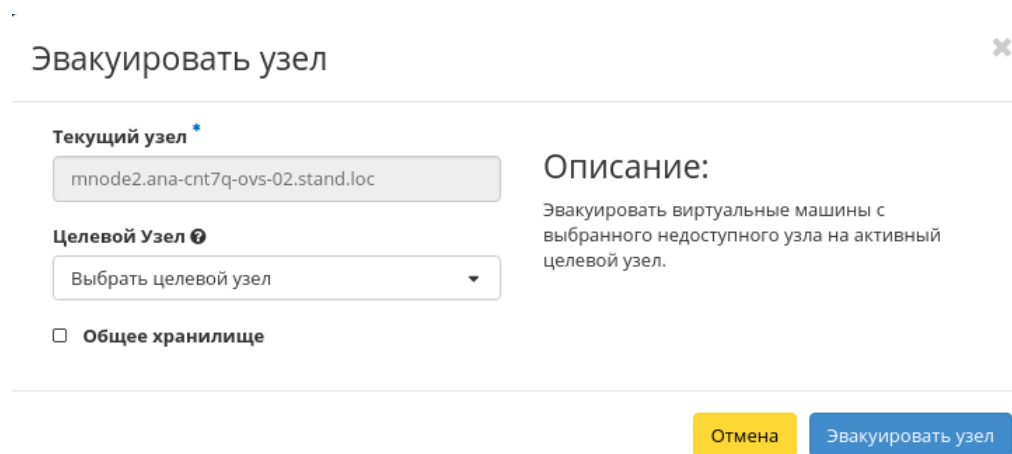 Эвакуировать узел
Текущий узел *
mnode2.ana-cnt7q-ovs-02.stand.loc
Целевой Узел
Выбрать целевой узел
Общее хранилище
Описание:
Эвакуировать виртуальные машины с
выбранного недоступного узла на активный
целевой узел.
Отмена
Эвакуировать узел